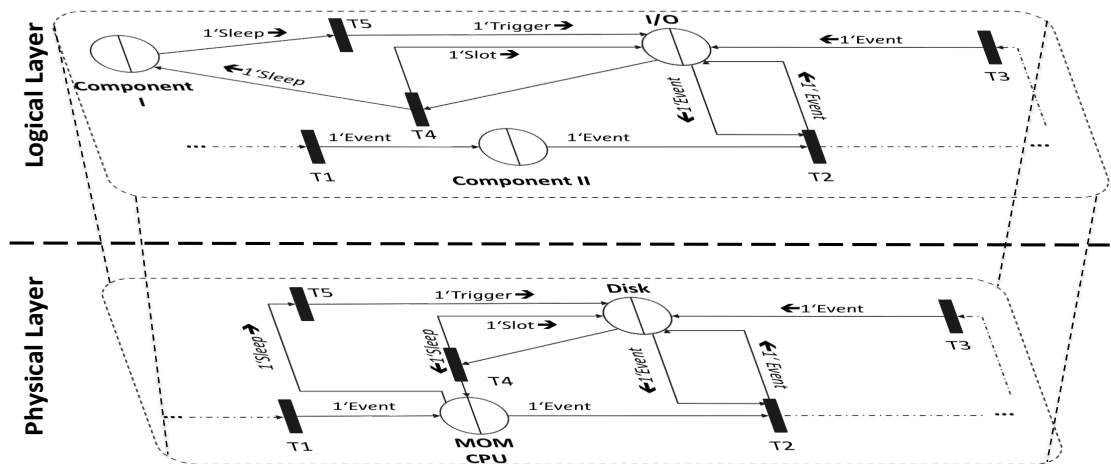 Logical Layer
T5
1‘Sleep→
1‘Trigger→
I/O
←1‘Event
1‘Slot→
T3
←1‘Sleep
Component
I
T4
←1‘Event
←1‘Event
1‘Event
1‘Event
T1
Component II
T2
...
...
Physical Layer
T5
1‘Trigger→
Disk
←1‘Event
1‘Slot→
T3
1‘Sleep→
←1‘Sleep
T4
←1‘Event
←1‘Event
1‘Event
1‘Event
...
...
T1
MOM
CPU
T2